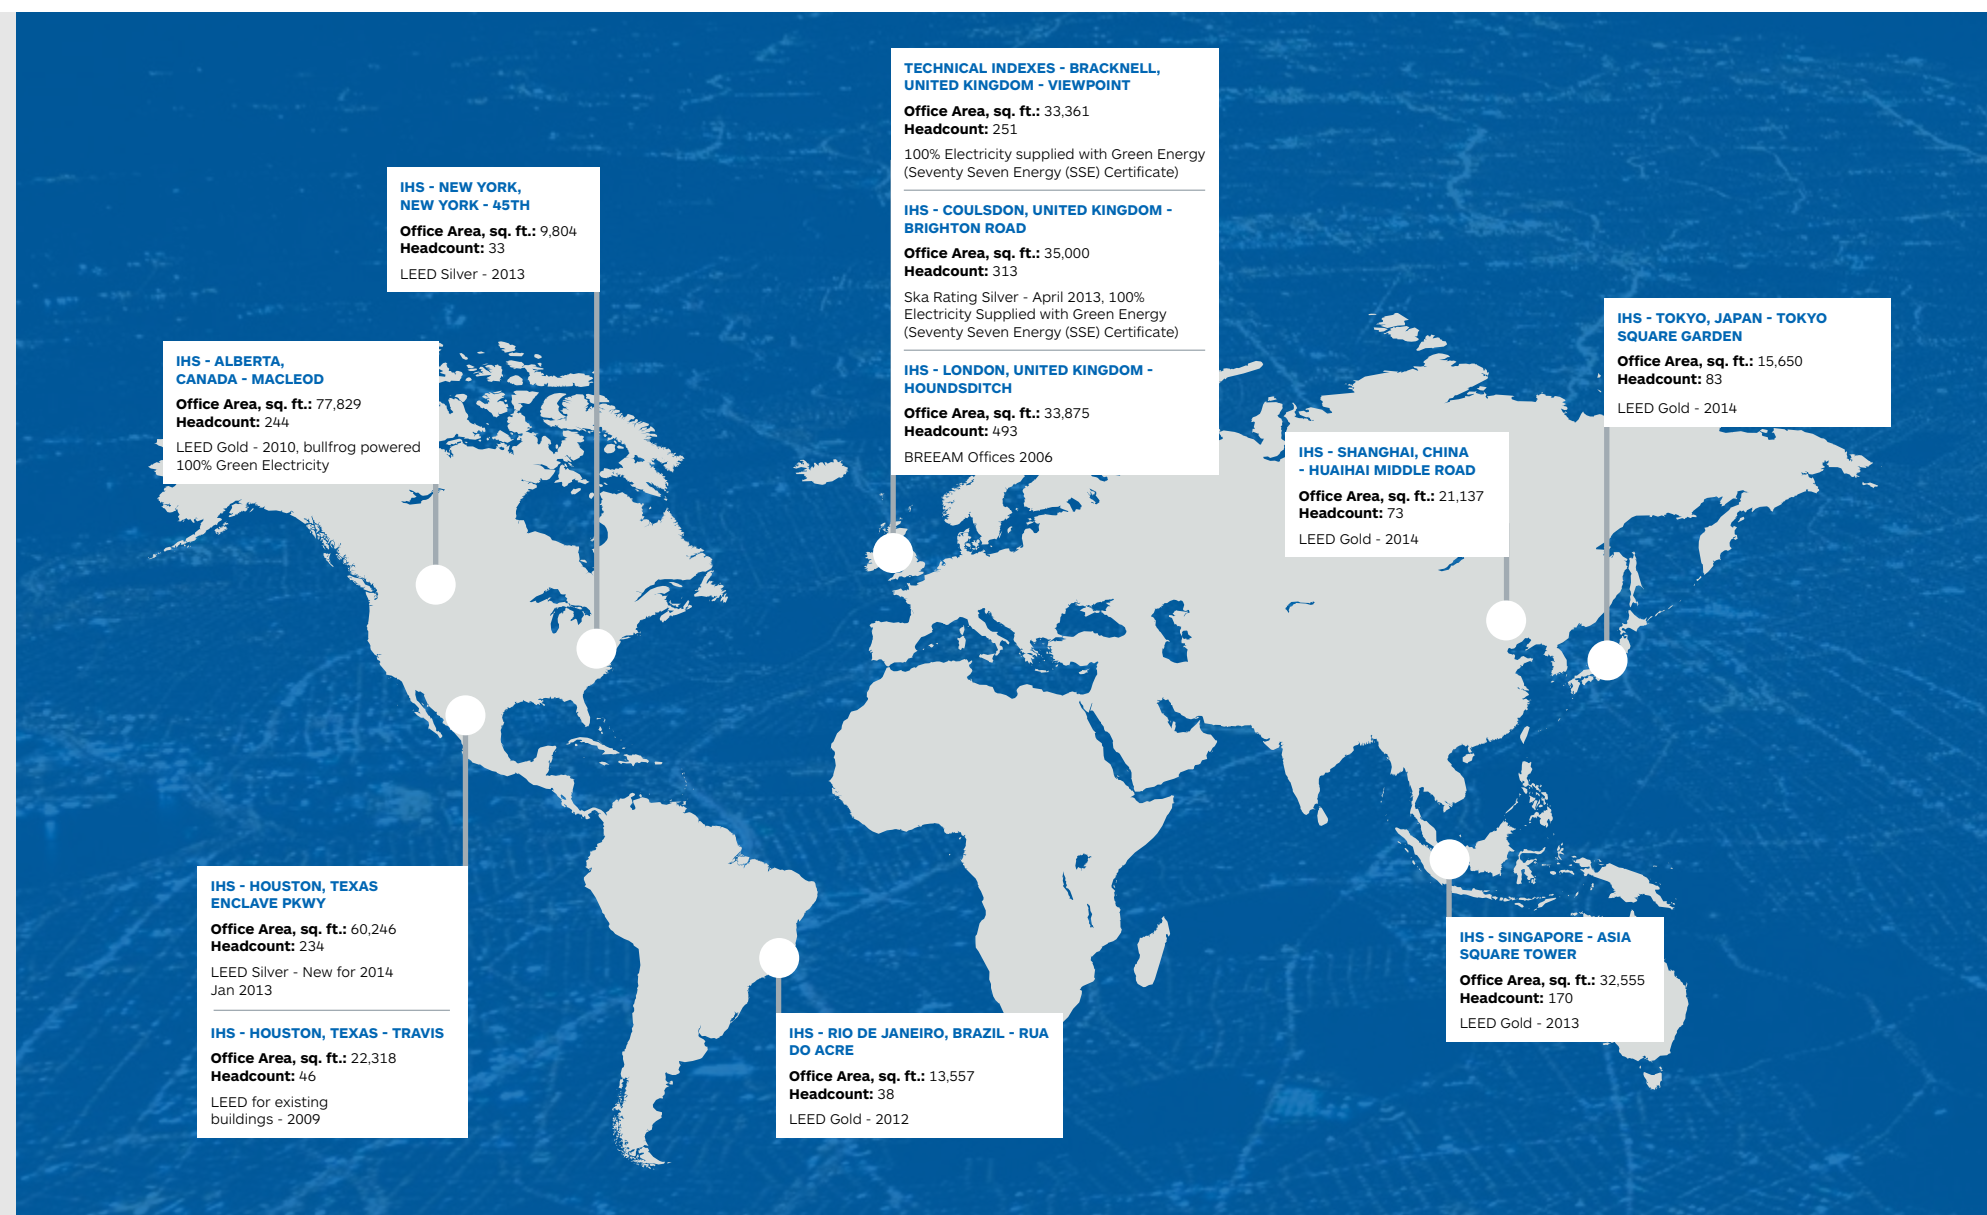 TECHNICAL INDEXES - BRACKNELL,
UNITED KINGDOM - VIEWPOINT
Office Area, sq. ft.: 33,361
Headcount: 251
100% Electricity supplied with Green Energy
(Seventy Seven Energy (SSE) Certificate)
IHS - COULSDON, UNITED KINGDOM -
BRIGHTON ROAD
Office Area, sq. ft.: 35,000
Headcount: 313
Ska Rating Silver - April 2013, 100%
Electricity Supplied with Green Energy
(Seventy Seven Energy (SSE) Certificate)
IHS - LONDON, UNITED KINGDOM -
HOUNDSDITCH
Office Area, sq. ft.: 33,875
Headcount: 493
BREEAM Offices 2006
IHS - NEW YORK,
NEW YORK - 45TH
Office Area, sq. ft.: 9,804
Headcount: 33
LEED Silver - 2013
IHS - ALBERTA,
CANADA - MACLEOD
Office Area, sq. ft.: 77,829
Headcount: 244
LEED Gold - 2010, bullfrog powered
100% Green Electricity
IHS - TOKYO, JAPAN - TOKYO
SQUARE GARDEN
Office Area, sq. ft.: 15,650
Headcount: 83
LEED Gold - 2014
IHS - SHANGHAI, CHINA
- HUAIHAI MIDDLE ROAD
Office Area, sq. ft.: 21,137
Headcount: 73
LEED Gold - 2014
IHS - HOUSTON, TEXAS
ENCLAVE PKWY
Office Area, sq. ft.: 60,246
Headcount: 234
LEED Silver - New for 2014
Jan 2013
IHS - HOUSTON, TEXAS - TRAVIS
Office Area, sq. ft.: 22,318
Headcount: 46
LEED for existing
buildings - 2009
IHS - RIO DE JANEIRO, BRAZIL - RUA
DO ACRE
Office Area, sq. ft.: 13,557
Headcount: 38
LEED Gold - 2012
IHS - SINGAPORE - ASIA
SQUARE TOWER
Office Area, sq. ft.: 32,555
Headcount: 170
LEED Gold - 2013